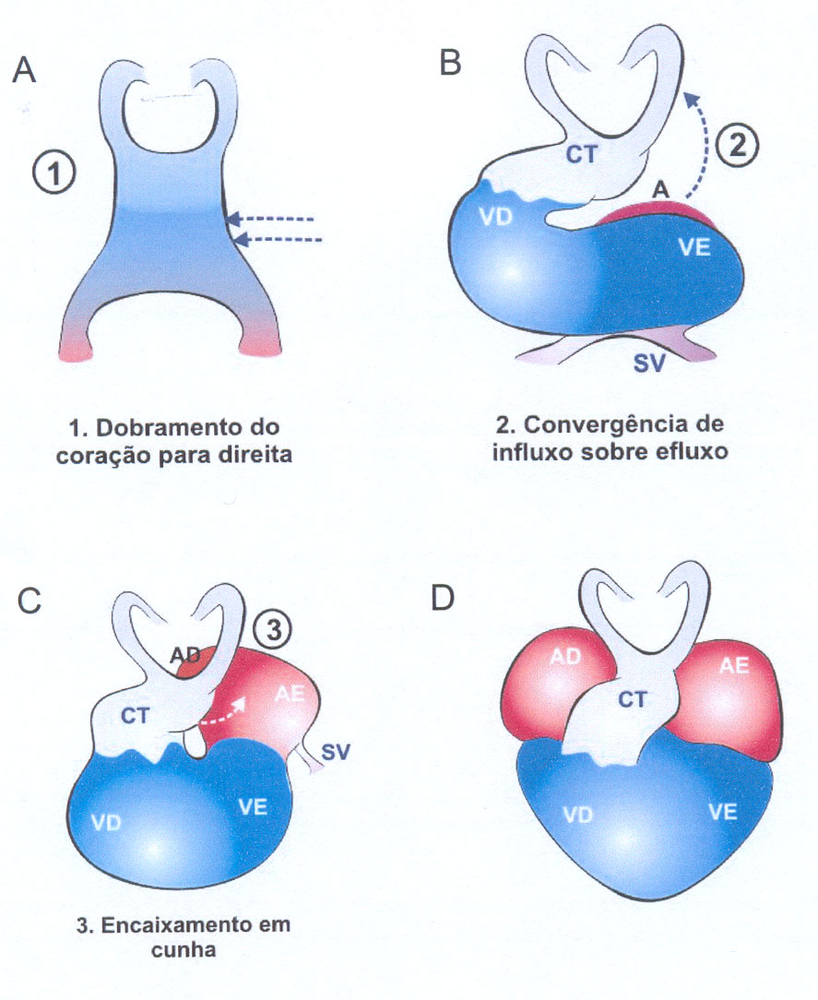 A
1
1. Dobramento do
coração para direita
B
CT
2
A
VD
VE
SV
2. Convergência de
influxo sobre efluxo
C
3
AD
AE
CT
SV
VD
VE
3. Encaixamento em
cunha
D
AD
AE
CT
VD
VE